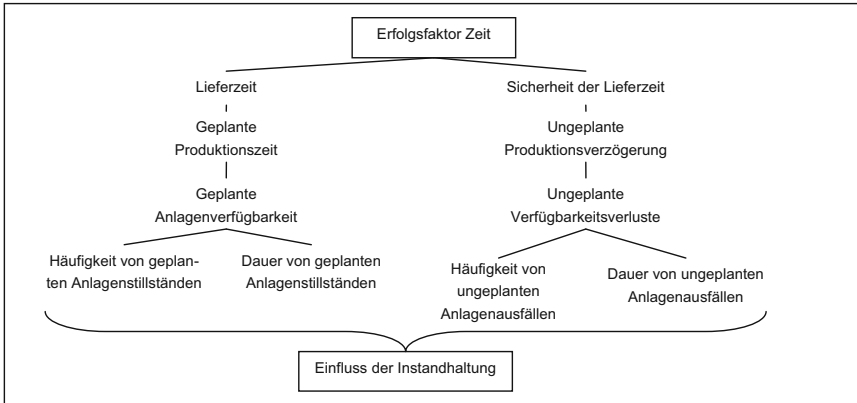 Erfolgsfaktor Zeit
Lieferzeit
Sicherheit der Lieferzeit
Geplante
Produktionszeit
Ungeplante
Produktionsverzögerung
Geplante
Anlagenverfügbarkeit
Ungeplante
Verfügbarkeitsverluste
Häufigkeit von geplan-
ten Anlagenstillständen
Dauer von geplanten
Anlagenstillständen
Häufigkeit von
ungeplanten
Anlagenausfällen
Dauer von ungeplanten
Anlagenausfällen
Einfluss der Instandhaltung